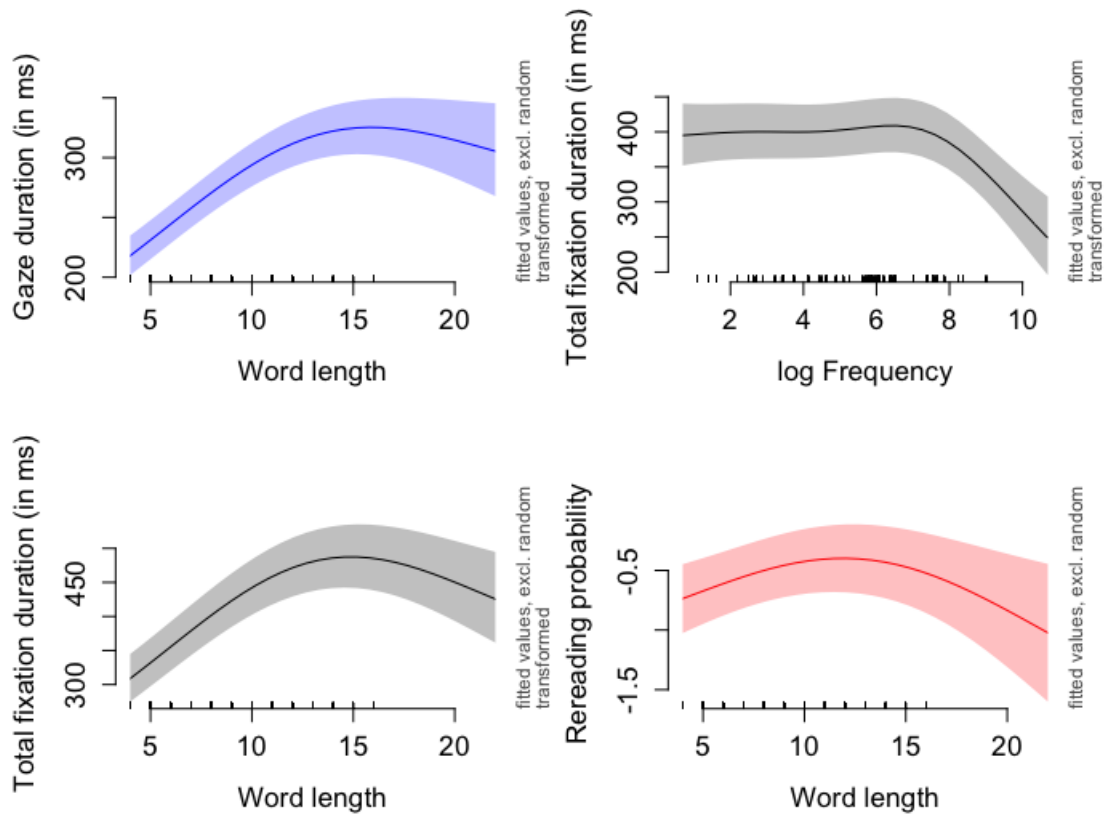 Gaze duration (in ms)
300
200
5 10 15 20
Word length
fitted values, excl. random
transformed
Total fixation duration (in ms)
400
300
200
2 4 6 8 10
log Frequency
fitted values, excl. random
transformed
Total fixation duration (in ms)
450
300
5 10 15 20
Word length
fitted values, excl. random
transformed
Rereading probability
-0.5
-1.5
5 10 15 20
Word length
fitted values, excl. random